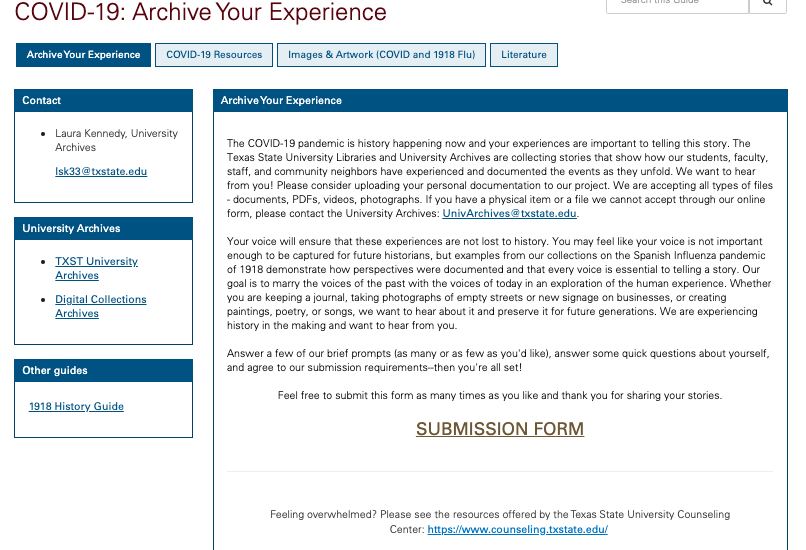 COVID-19: Archive Your Experience
Search this Guide
Archive Your Experience
COVID-19 Resources
Images & Artwork (COVID and 1918 Flu)
Literature
Contact
Laura Kennedy, University
Archives
lsk33@txstate.edu
University Archives
TXST University
Archives
Digital Collections
Archives
Other guides
1918 History Guide
Archive Your Experience
The COVID-19 pandemic is history happening now and your experiences are important to telling this story. The
Texas State University Libraries and University Archives are collecting stories that show how our students, faculty,
staff, and community neighbors have experienced and documented the events as they unfold. We want to hear
from you! Please consider uploading your personal documentation to our project. We are accepting all types of files
- documents, PDFs, videos, photographs. If you have a physical item or a file we cannot accept through our online
form, please contact the University Archives: UnivArchives@txstate.edu.
Your voice will ensure that these experiences are not lost to history. You may feel like your voice is not important
enough to be captured for future historians, but examples from our collections on the Spanish Influenza pandemic
of 1918 demonstrate how perspectives were documented and that every voice is essential to telling a story. Our
goal is to marry the voices of the past with the voices of today in an exploration of the human experience. Whether
you are keeping a journal, taking photographs of empty streets or new signage on businesses, or creating
paintings, poetry, or songs, we want to hear about it and preserve it for future generations. We are experiencing
history in the making and want to hear from you.
Answer a few of our brief prompts (as many or as few as you'd like), answer some quick questions about yourself,
and agree to our submission requirements--then you're all set!
Feel free to submit this form as many times as you like and thank you for sharing your stories.
SUBMISSION FORM
Feeling overwhelmed? Please see the resources offered by the Texas State University Counseling
Center: https://www.counseling.txstate.edu/